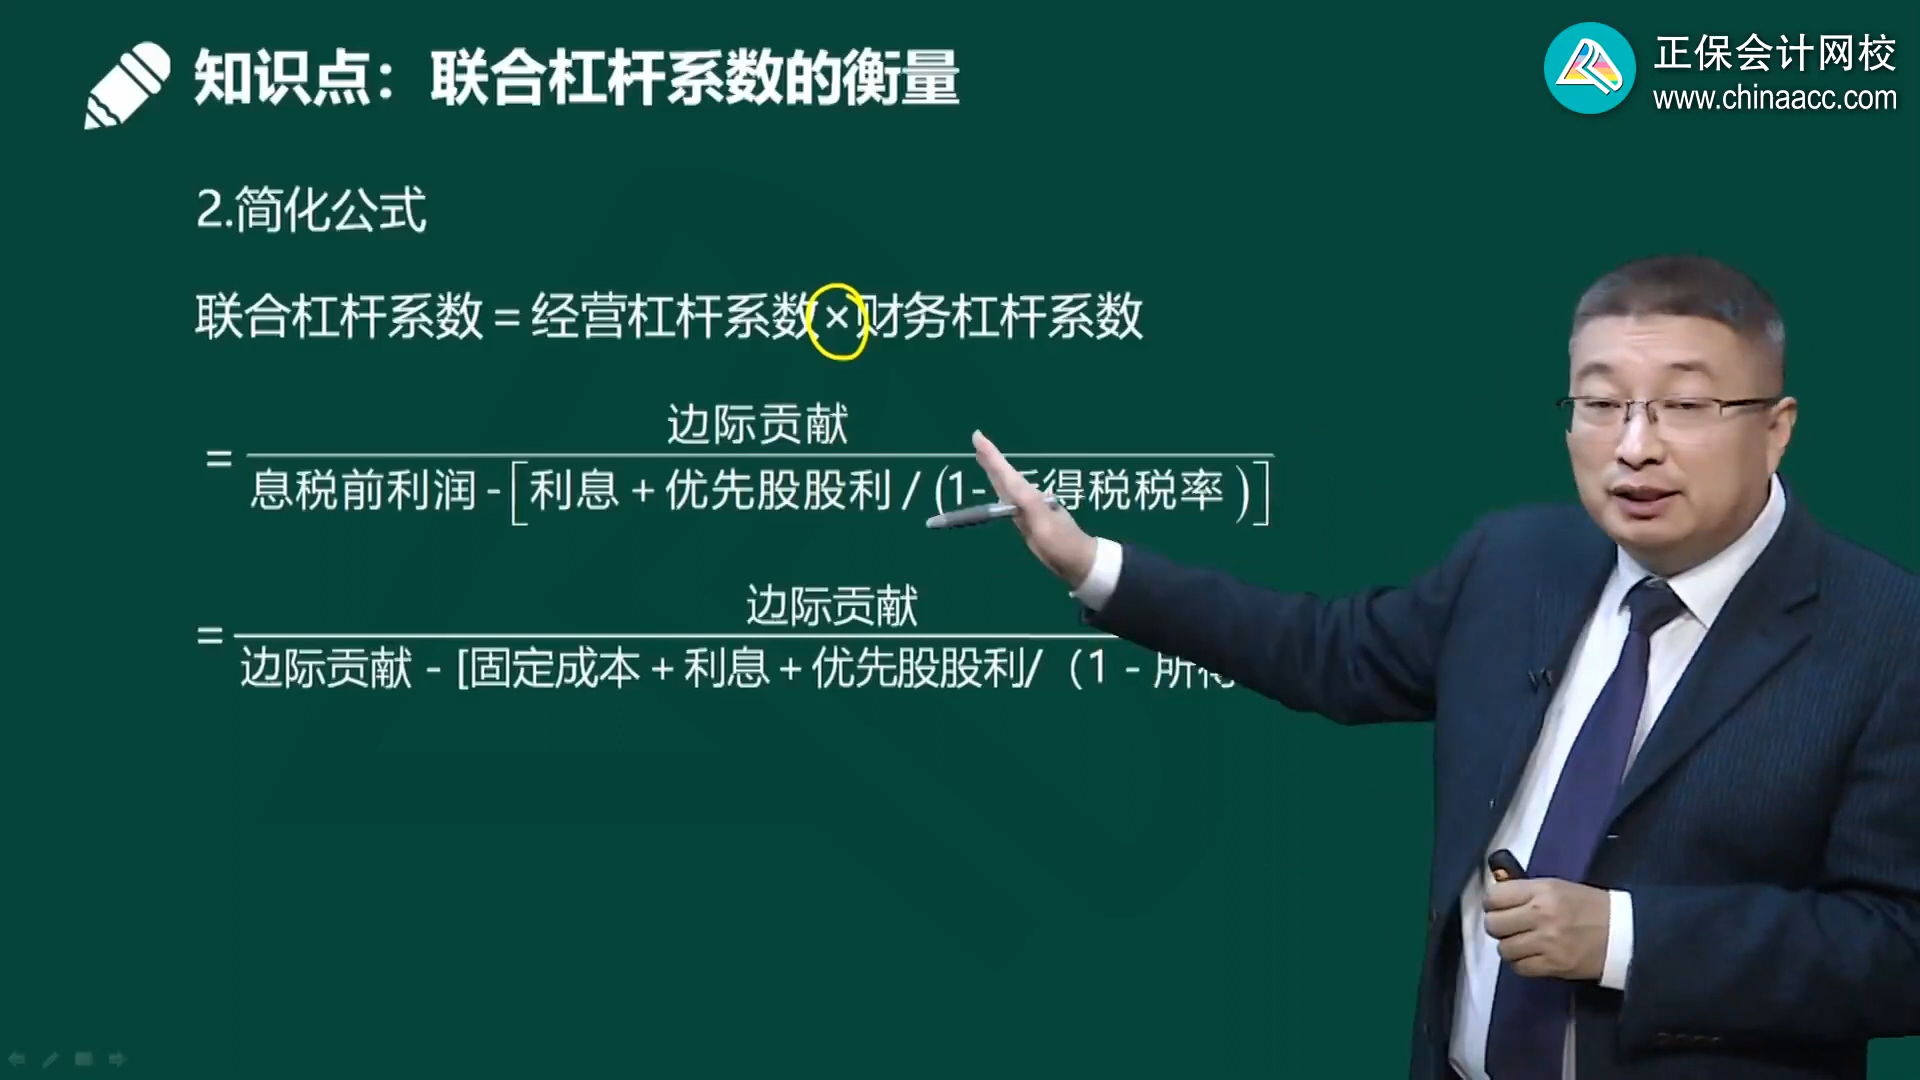 知识点：联合杠杆系数的衡量
正保会计网校
www.chinaacc.com
2.简化公式
联合杠杆系数=经营杠杆系数×财务杠杆系数
边际贡献
=
息税前利润-[利息+优先股股利/(1-所得税税率)]
边际贡献
=
边际贡献-[固定成本+利息+优先股股利/（1-所得